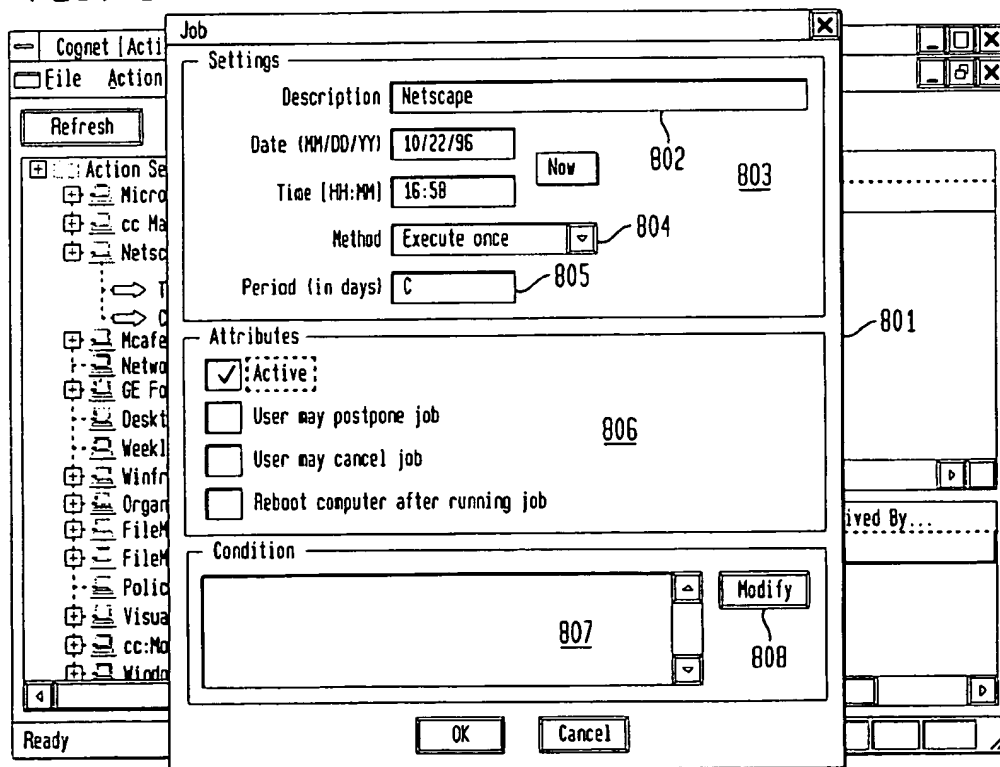 Job
Cognet [Acti
File Action
Refresh
Action Se
Micro
cc Ma
Netsc
T
C
Mcafe
Netwo
GE Fo
Deskt
Weekl
Winfr
Organ
FileM
FileM
Polic
Visua
cc:Mo
Windo
Ready
Settings
Description Netscape
802
Date (MM/DD/YY) 10/22/96
Now
803
Time [HH:MM] 16:58
Method Execute once
804
Period (in days) C
805
801
Attributes
Active
User may postpone job
806
User may cancel job
Reboot computer after running job
ived By...
Condition
807
Modify
808
OK Cancel